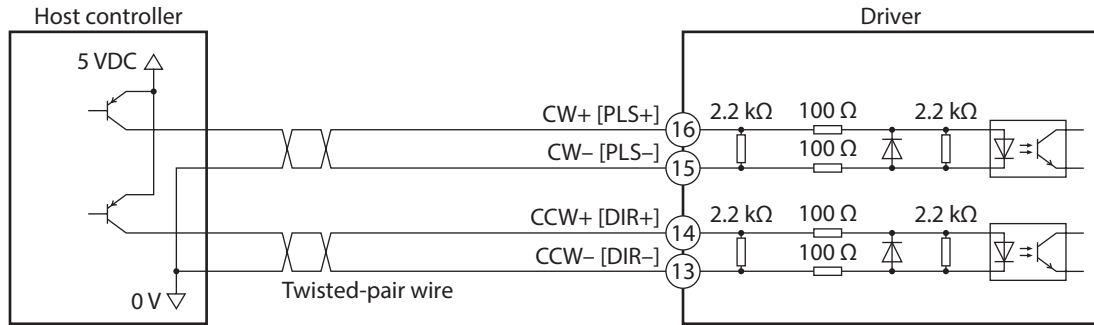 Host controller
Driver
5 VDC
CW+ [PLS+]
16
2.2 kΩ
100 Ω
2.2 kΩ
CW– [PLS–]
15
100 Ω
CCW+ [DIR+]
14
2.2 kΩ
100 Ω
2.2 kΩ
CCW– [DIR–]
13
100 Ω
0 V
Twisted-pair wire